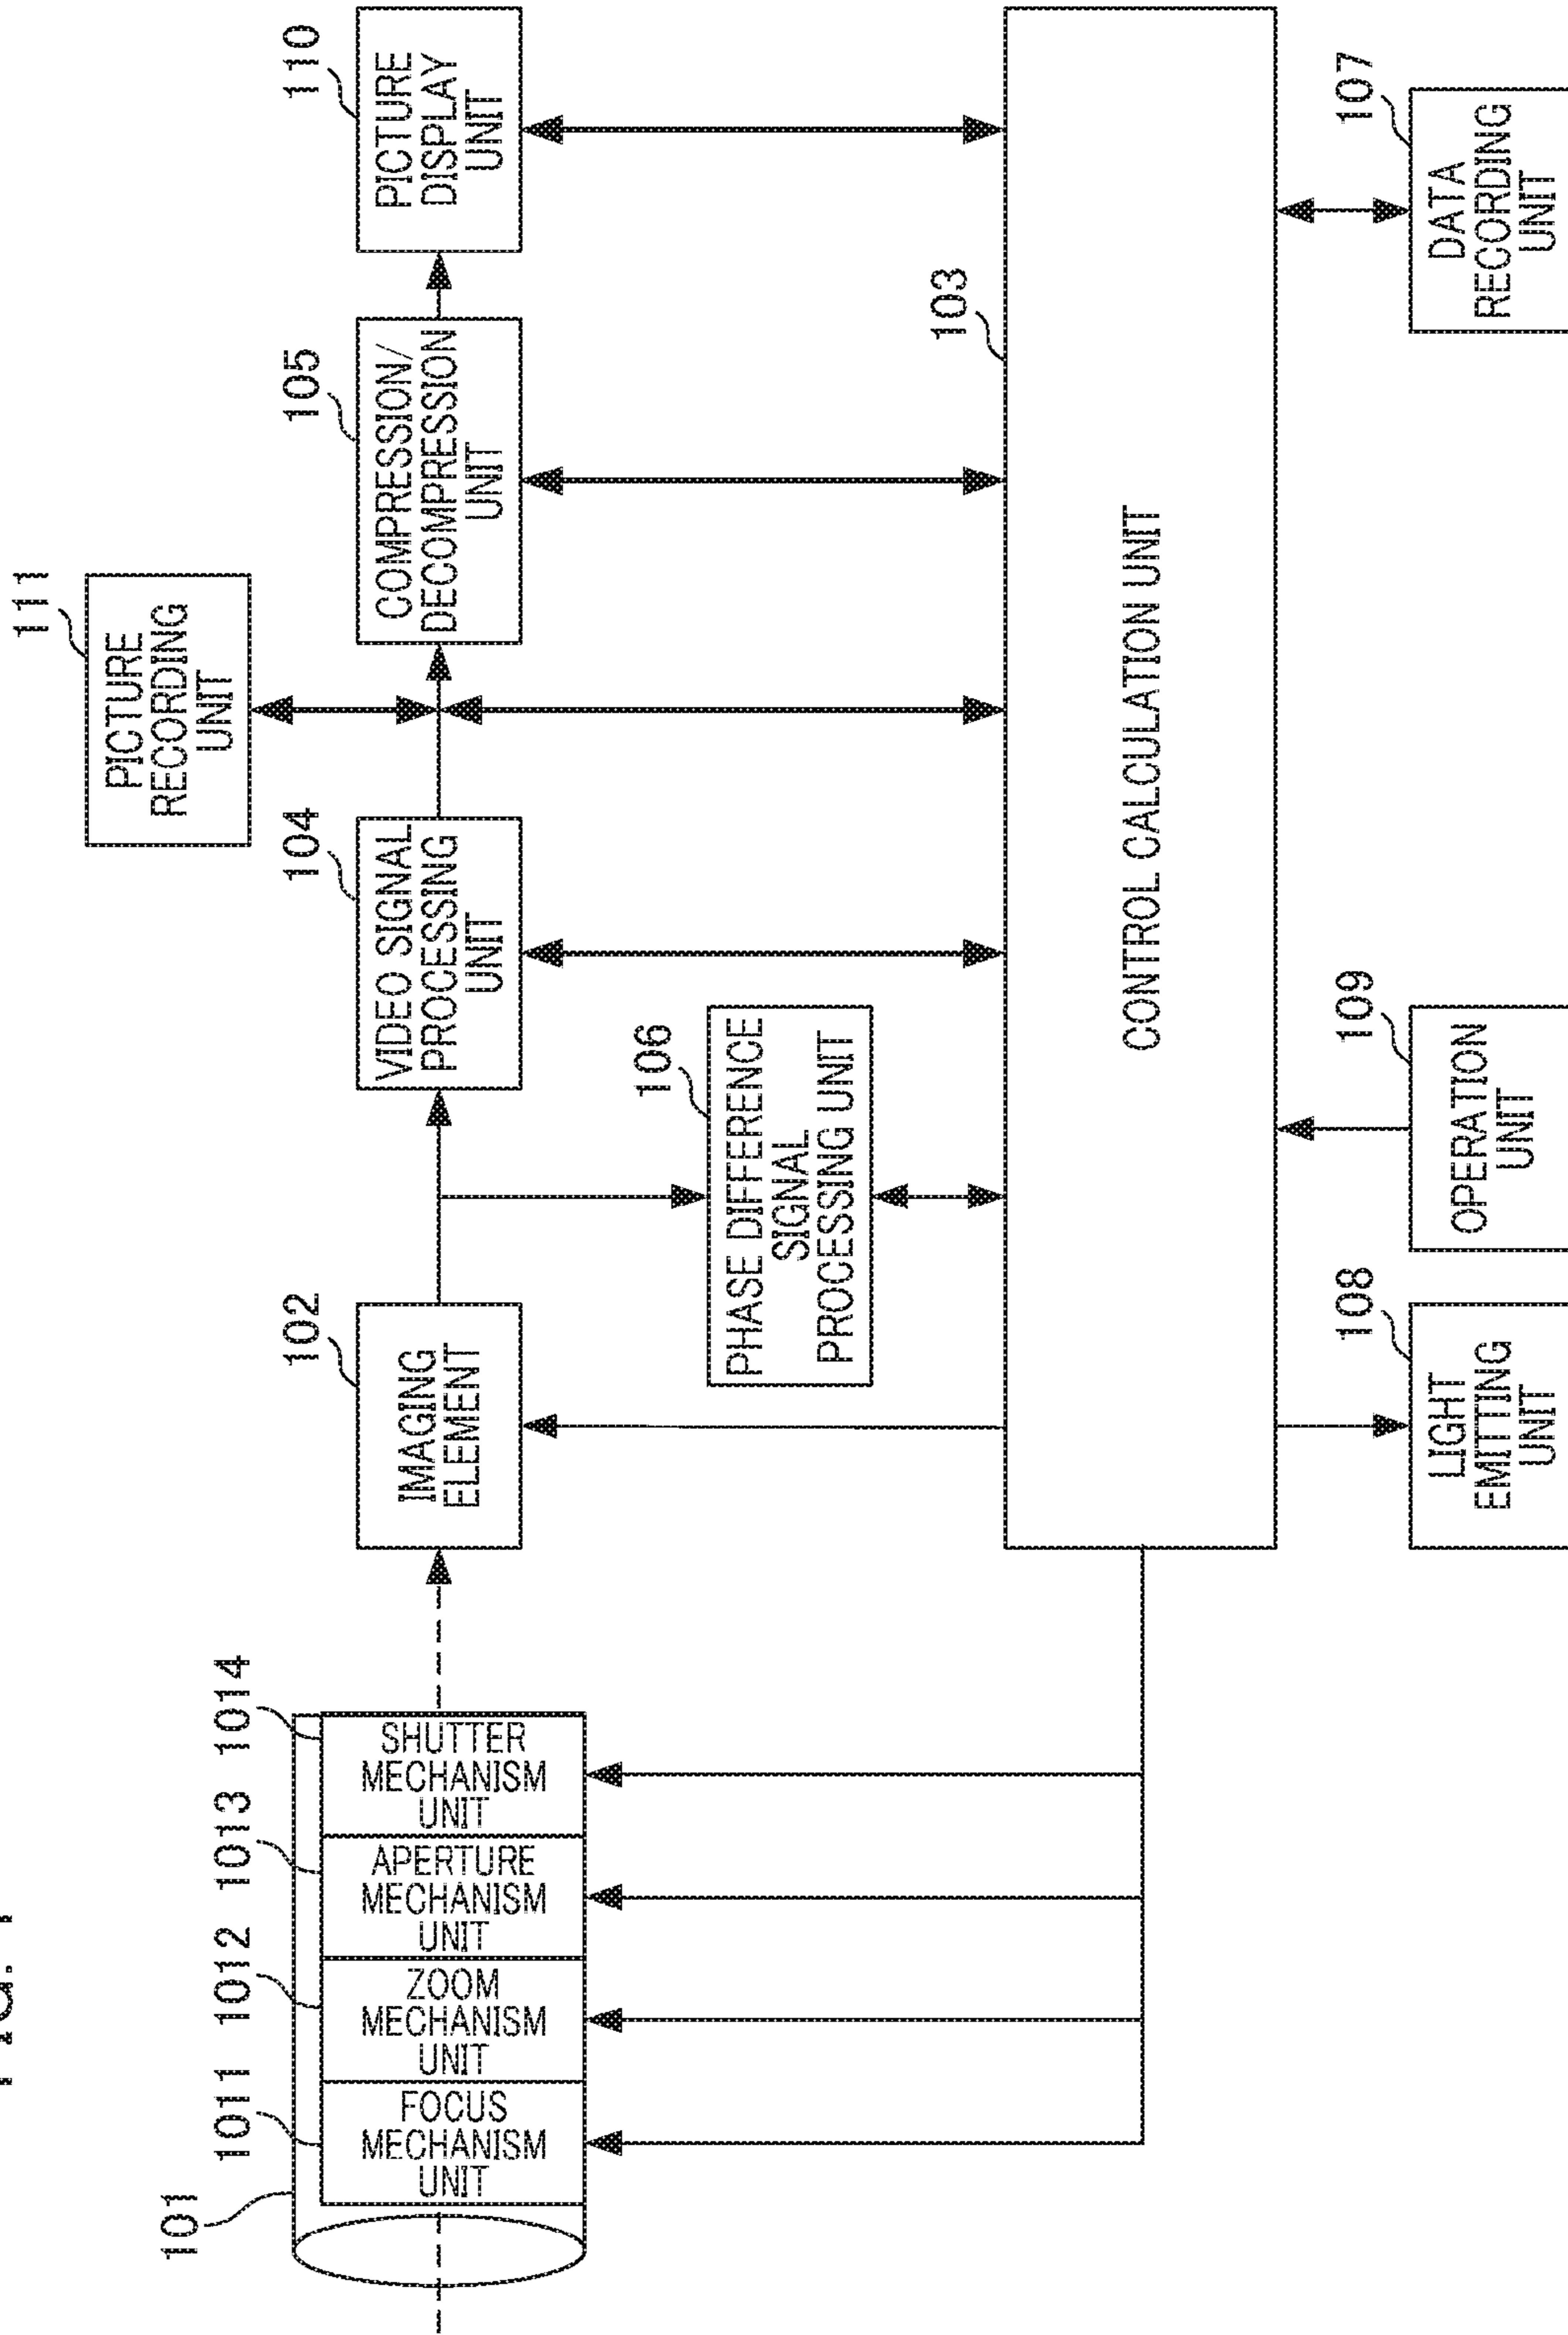 111
PICTURE
RECORDING
UNIT
101
1011
1012
1013
1014
102
104
105
110
FOCUS
MECHANISM
UNIT
ZOOM
MECHANISM
UNIT
APERTURE
MECHANISM
UNIT
SHUTTER
MECHANISM
UNIT
IMAGING
ELEMENT
VIDEO SIGNAL
PROCESSING
UNIT
COMPRESSION/
DECOMPRESSION
UNIT
PICTURE
DISPLAY
UNIT
106
PHASE DIFFERENCE
SIGNAL
PROCESSING UNIT
103
CONTROL CALCULATION UNIT
108
109
107
LIGHT
EMITTING
UNIT
OPERATION
UNIT
DATA
RECORDING
UNIT